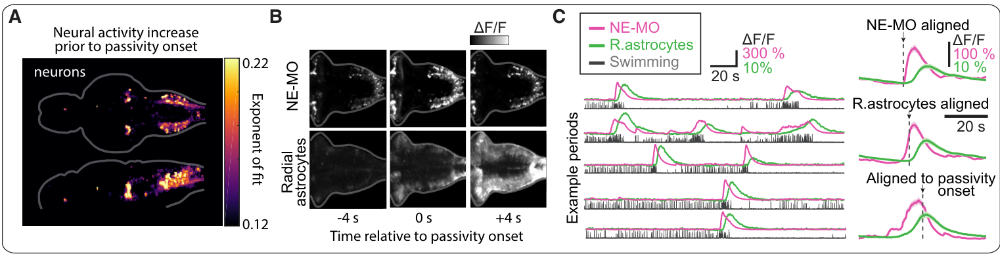 A
Neural activity increase
prior to passivity onset
neurons
0.22
Exponent of fit
0.12
B
ΔF/F
NE-MO
Radial
astrocytes
-4 s
0 s
+4 s
Time relative to passivity onset
C
NE-MO
R.astrocytes
Swimming
ΔF/F
300 %
10%
20 s
Example periods
NE-MO aligned
ΔF/F
100 %
10 %
R.astrocytes aligned
20 s
Aligned to passivity
onset